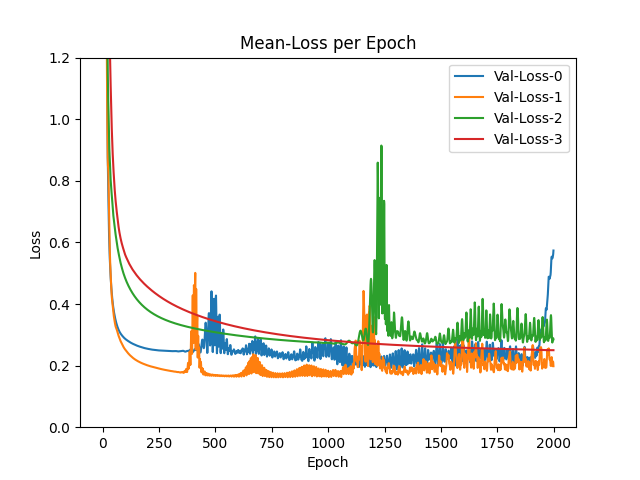 Mean-Loss per Epoch
1.2
1.0
0.8
0.6
0.4
0.2
0.0
Loss
Val-Loss-0
Val-Loss-1
Val-Loss-2
Val-Loss-3
0 250 500 750 1000 1250 1500 1750 2000
Epoch